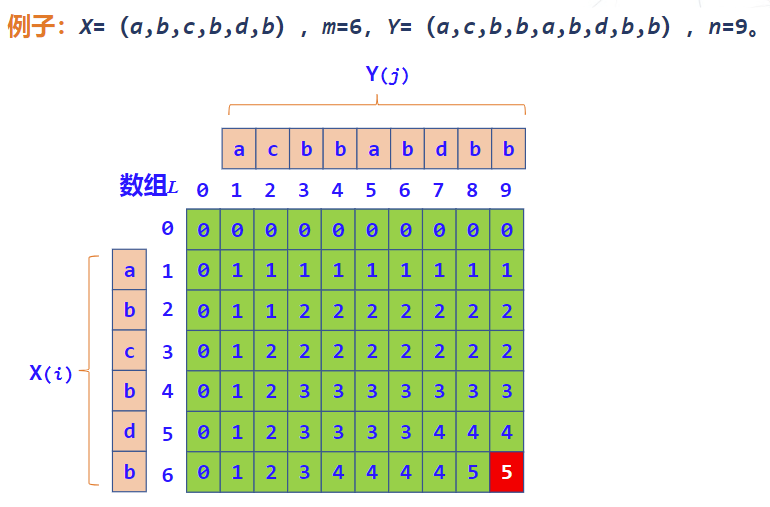 例子：X=（a,b,c,b,d,b），m=6, Y=（a,c,b,b,a,b,d,b,b），n=9。
Y(j)
a c b b a b d b b
数组L 0 1 2 3 4 5 6 7 8 9
0 0 0 0 0 0 0 0 0 0 0
a 1 0 1 1 1 1 1 1 1 1 1
b 2 0 1 1 2 2 2 2 2 2 2
c 3 0 1 2 2 2 2 2 2 2 2
X(i)
b 4 0 1 2 3 3 3 3 3 3 3
d 5 0 1 2 3 3 3 3 4 4 4
b 6 0 1 2 3 4 4 4 4 5 5